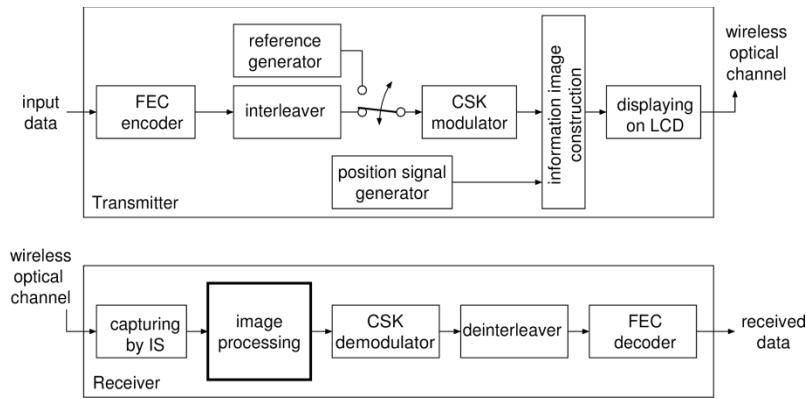 reference
generator
wireless
optical
channel
input
data
FEC
encoder
interleaver
CSK
modulator
information image
construction
displaying
on LCD
position signal
generator
Transmitter
wireless
optical
channel
capturing
by IS
image
processing
CSK
demodulator
deinterleaver
FEC
decoder
received
data
Receiver